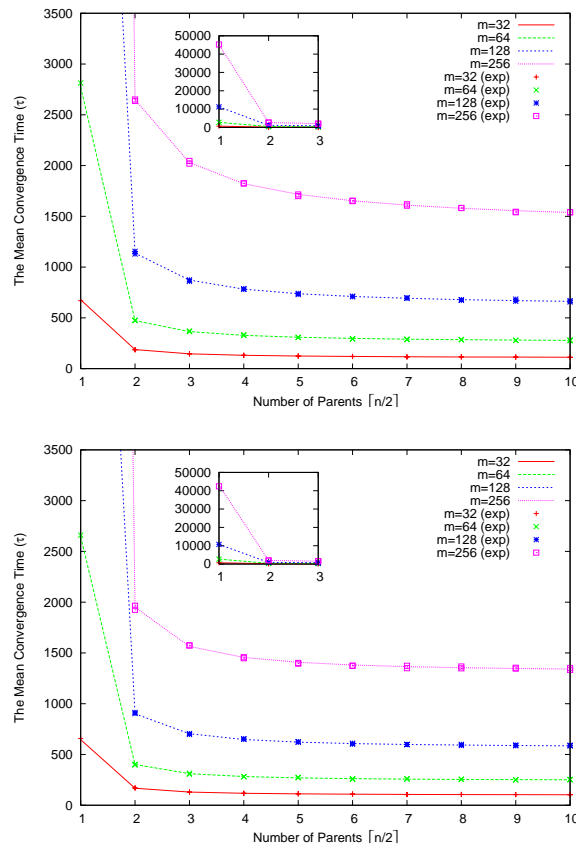 3500
3000
2500
2000
1500
1000
500
0
The Mean Convergence Time (τ)
1 2 3 4 5 6 7 8 9 10
Number of Parents ⌈n/2⌉
m=32
m=64
m=128
m=256
m=32 (exp)
m=64 (exp)
m=128 (exp)
m=256 (exp)
50000
40000
30000
20000
10000
0
1 2 3
3500
3000
2500
2000
1500
1000
500
0
The Mean Convergence Time (τ)
1 2 3 4 5 6 7 8 9 10
Number of Parents ⌈n/2⌉
m=32
m=64
m=128
m=256
m=32 (exp)
m=64 (exp)
m=128 (exp)
m=256 (exp)
50000
40000
30000
20000
10000
0
1 2 3